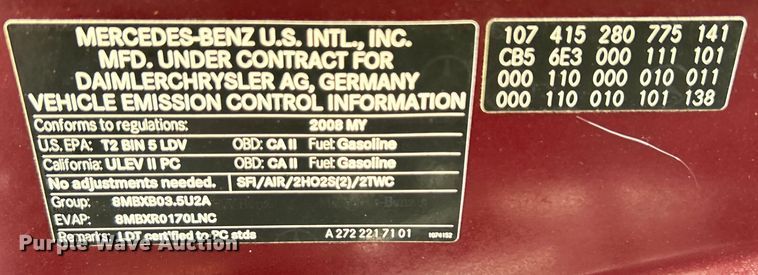 MERCEDES-BENZ U.S. INTL., INC.
MFD. UNDER CONTRACT FOR
DAIMLERCHRYSLER AG, GERMANY
VEHICLE EMISSION CONTROL INFORMATION
Conforms to regulations: 2008 MY
U.S. EPA: T2 BIN 5 LDV OBD: CA II Fuel: Gasoline
California: ULEV II PC OBD: CA II Fuel: Gasoline
No adjustments needed. SFI/AIR/2HO2S(2)/2TWC
Group: 8MBXB03.5U2A
EVAP: 8MBXR0170LNC
Remarks: LDT certified to PC stds A 272 221 71 01 1074152
107 415 280 775 141
CB5 6E3 000 111 101
000 110 000 010 011
000 110 010 101 138
Purple Wave Auction